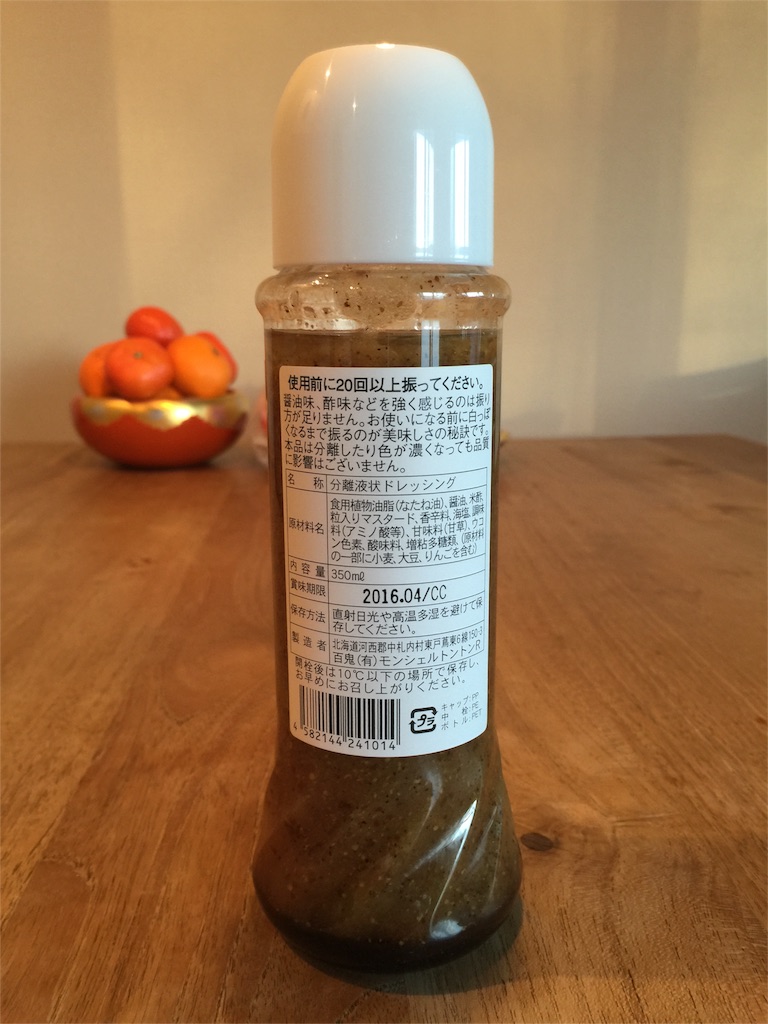 使用前に20回以上振ってください。
醤油味、酢味などを強く感じるのは振り
方が足りません。お使いになる前に白っぽ
くなるまで振るのが美味しさの秘訣です。
本品は分離したり色が濃くなっても品質
に影響はございません。
名称 分離液状ドレッシング
原材料名 食用植物油脂(なたね油)、醤油、米酢、
粒入りマスタード、香辛料、海塩、調味
料(アミノ酸等)、甘味料(甘草)、ウコ
ン色素、酸味料、増粘多糖類、(原材料
の一部に小麦、大豆、りんごを含む)
内容量 350mℓ
賞味期限 2016.04/CC
保存方法 直射日光や高温多湿を避けて保
存してください。
製造者 北海道河西郡中札内村東戸蔦東6線150-3
百鬼(有)モンシェルトントンR
開栓後は10℃以下の場所で保存し、
お早めにお召し上がりください。
プラ
キャップ:PP
中栓:PE
ボトル:PET
4 582144 241014